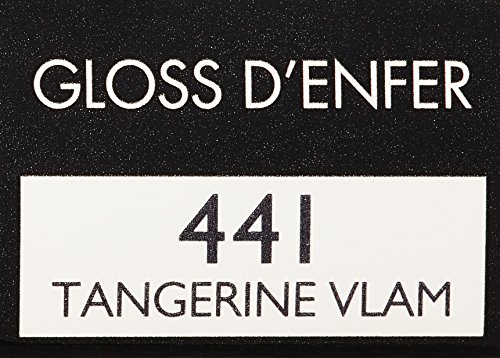 GLOSS D'ENFER
441
TANGERINE VLAM